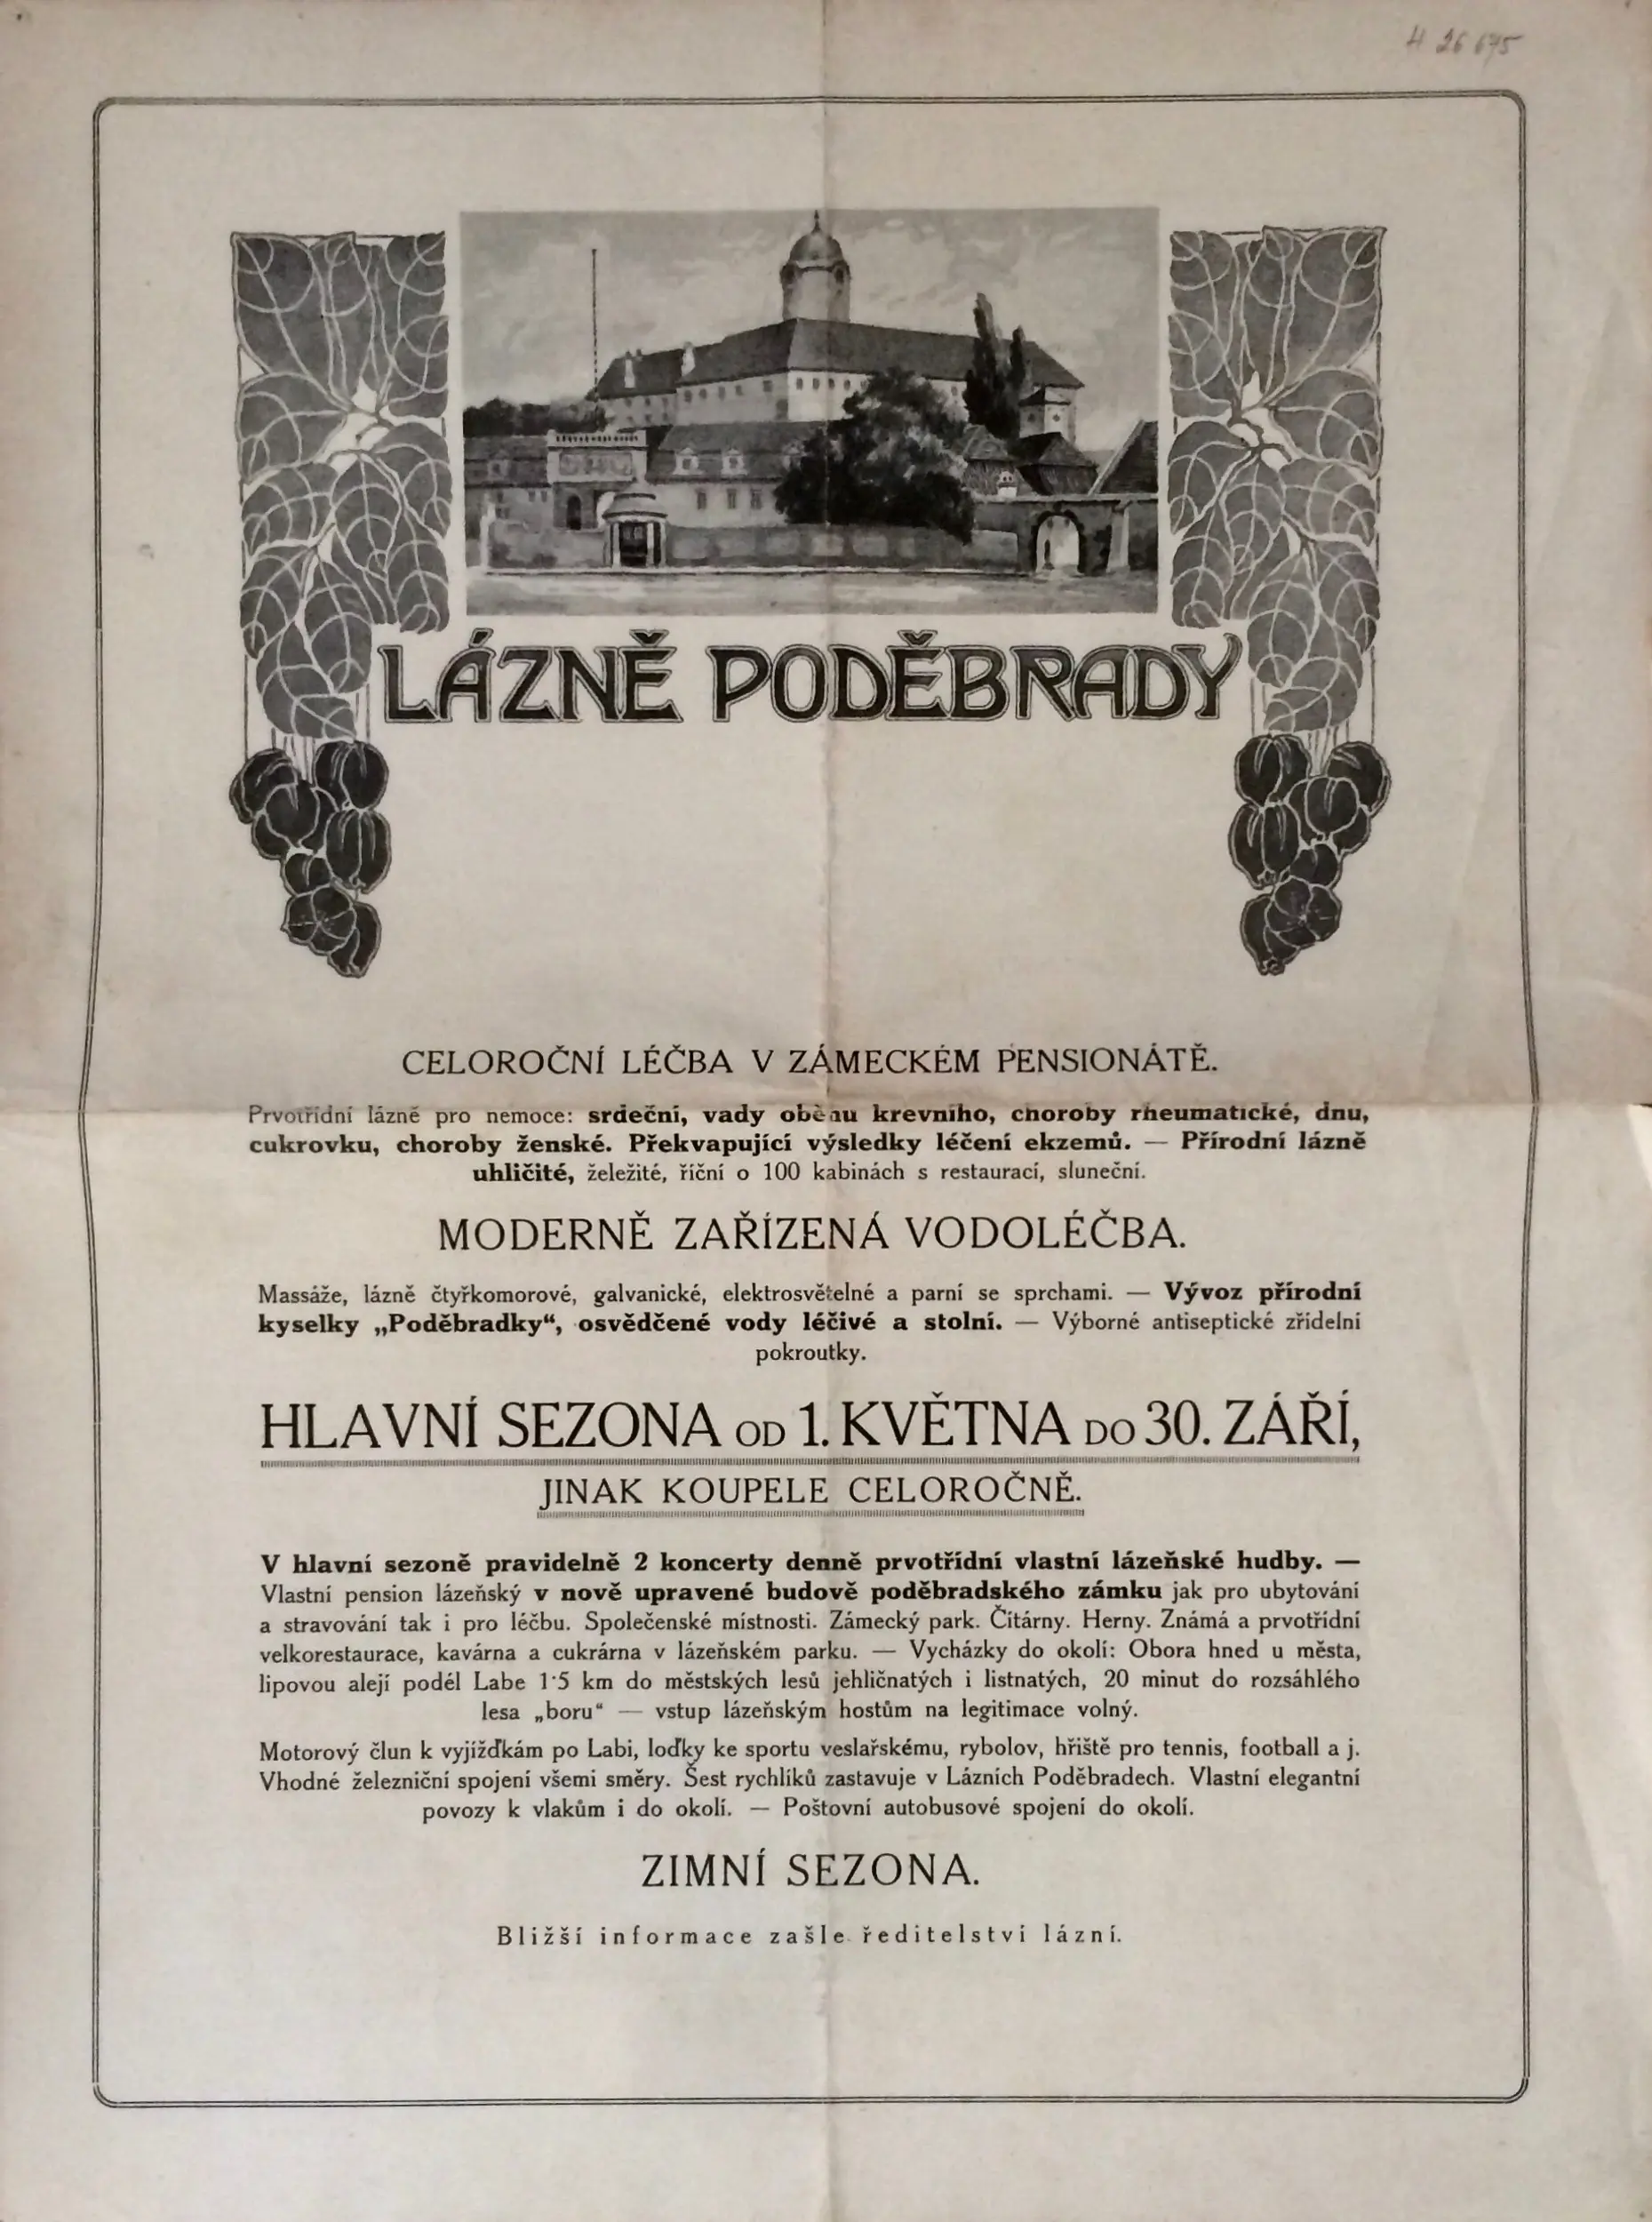 H 26 675
LÁZNĚ PODĚBRADY
CELOROČNÍ LÉČBA V ZÁMECKÉM PENSIONÁTĚ.
Prvotřídní lázně pro nemoce: srdeční, vady oběhu krevního, choroby rheumatické, dnu,
cukrovku, choroby ženské. Překvapující výsledky léčení ekzemů. — Přírodní lázně
uhličité, železité, říční o 100 kabinách s restaurací, sluneční.
MODERNĚ ZAŘÍZENÁ VODOLÉČBA.
Massáže, lázně čtyřkomorové, galvanické, elektrosvětelné a parní se sprchami. — Vývoz přírodní
kyselky „Poděbradky“, osvědčené vody léčivé a stolní. — Výborné antiseptické zřídelní
pokroutky.
HLAVNÍ SEZONA OD 1. KVĚTNA DO 30. ZÁŘÍ,
JINAK KOUPELE CELOROČNĚ.
V hlavní sezoně pravidelně 2 koncerty denně prvotřídní vlastní lázeňské hudby. —
Vlastní pension lázeňský v nově upravené budově poděbradského zámku jak pro ubytování
a stravování tak i pro léčbu. Společenské místnosti. Zámecký park. Čítárny. Herny. Známá a prvotřídní
velkorestaurace, kavárna a cukrárna v lázeňském parku. — Vycházky do okolí: Obora hned u města,
lipovou alejí podél Labe 1·5 km do městských lesů jehličnatých i listnatých, 20 minut do rozsáhlého
lesa „boru“ — vstup lázeňským hostům na legitimace volný.
Motorový člun k vyjížďkám po Labi, loďky ke sportu veslařskému, rybolov, hřiště pro tennis, football a j.
Vhodné železniční spojení všemi směry. Šest rychlíků zastavuje v Lázních Poděbradech. Vlastní elegantní
povozy k vlakům i do okolí. — Poštovní autobusové spojení do okolí.
ZIMNÍ SEZONA.
Bližší informace zašle ředitelství lázní.